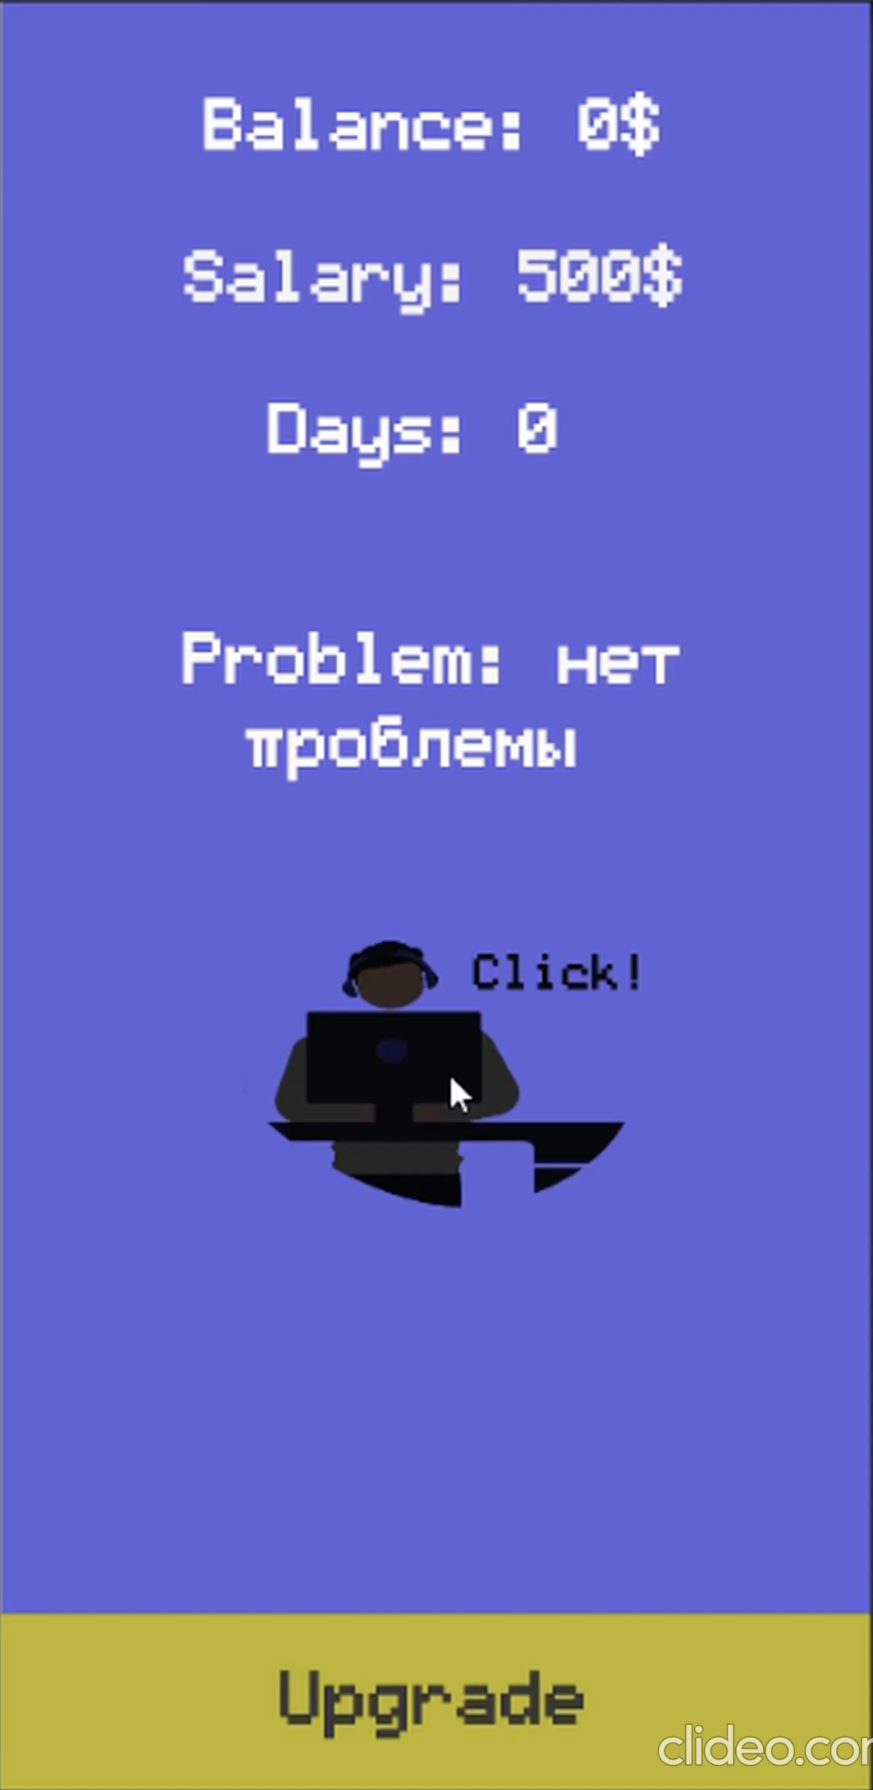 Balance: 0$
Salary: 500$
Days: 0
Problem: нет
проблемы
Click!
Upgrade
clideo.com